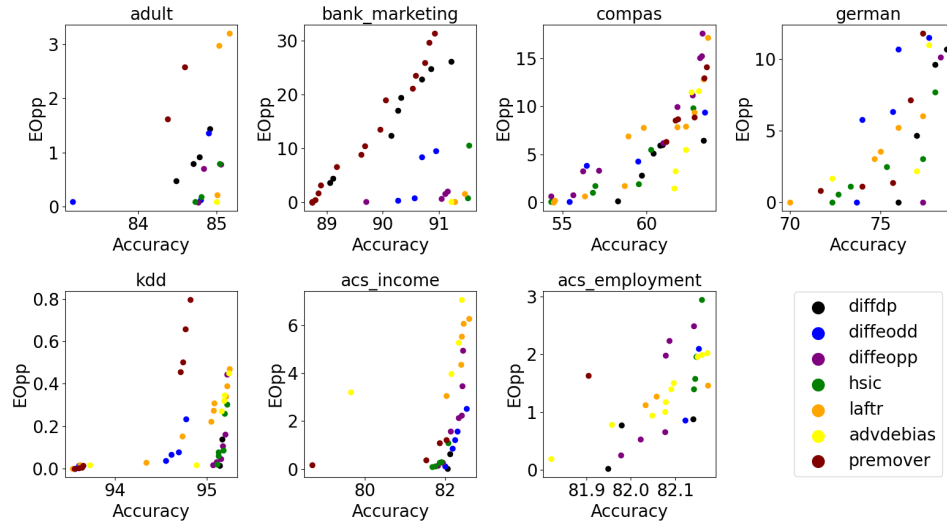 adult
bank_marketing
compas
german
3
2
1
0
30
20
10
0
15
10
5
0
10
5
0
EOpp
EOpp
EOpp
EOpp
84
85
89
90
91
55
60
70
75
Accuracy
Accuracy
Accuracy
Accuracy
kdd
acs_income
acs_employment
0.8
0.6
0.4
0.2
0.0
6
4
2
0
3
2
1
0
EOpp
EOpp
EOpp
94
95
80
82
81.9
82.0
82.1
Accuracy
Accuracy
Accuracy
diffdp
diffeodd
diffeopp
hsic
laftr
advdebias
premover